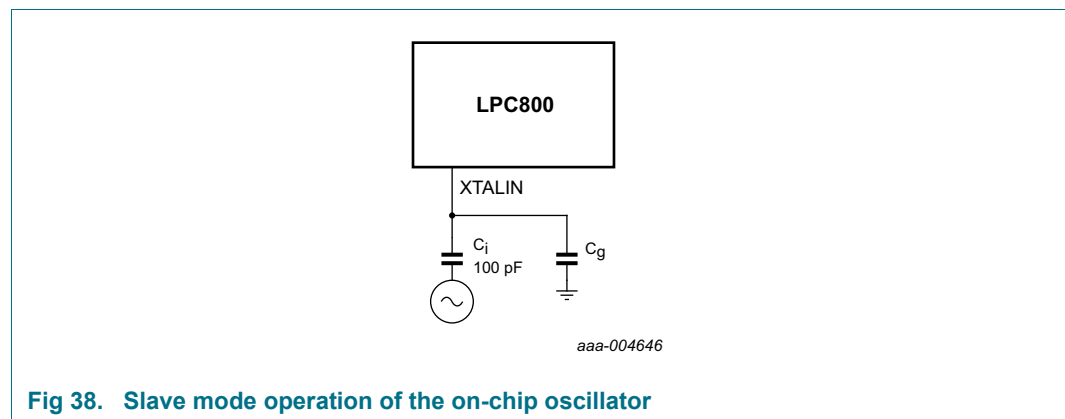 LPC800
XTALIN
Ci
100 pF
Cg
aaa-004646
Fig 38. Slave mode operation of the on-chip oscillator